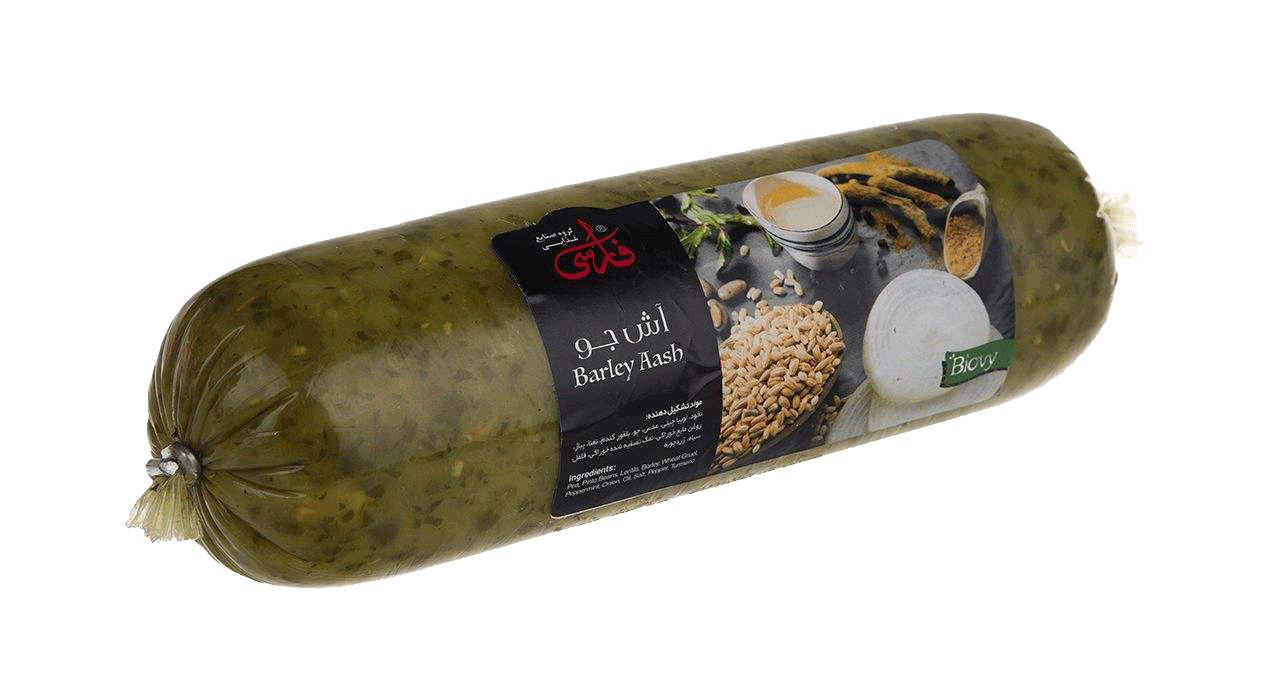 گروه صنایع
غذایی
فارسی®
آش جو
Barley Aash
مواد تشکیل دهنده:
نخود، لوبیا چیتی، عدس، جو، بلغور گندم، نعنا، پیاز،
روغن مایع خوراکی، نمک تصفیه شده خوراکی، فلفل
سیاه، زردچوبه
Ingredients:
Pea, Pinto Beans, Lentils, Barley, Wheat Gruel,
Peppermint, Onion, Oil, Salt, Pepper, Turmeric
Biovy